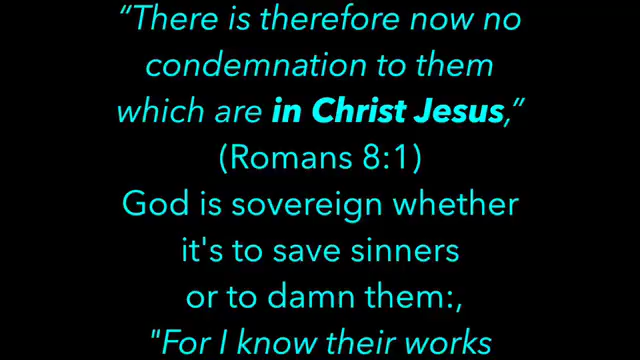 “There is therefore now no
condemnation to them
which are in Christ Jesus,”
(Romans 8:1)
God is sovereign whether
it's to save sinners
or to damn them:,
"For I know their works